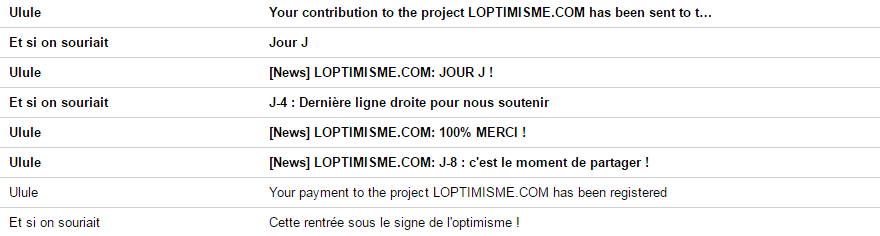 Ulule Your contribution to the project LOPTIMISME.COM has been sent to t…
Et si on souriait Jour J
Ulule [News] LOPTIMISME.COM: JOUR J !
Et si on souriait J-4 : Dernière ligne droite pour nous soutenir
Ulule [News] LOPTIMISME.COM: 100% MERCI !
Ulule [News] LOPTIMISME.COM: J-8 : c'est le moment de partager !
Ulule Your payment to the project LOPTIMISME.COM has been registered
Et si on souriait Cette rentrée sous le signe de l'optimisme !